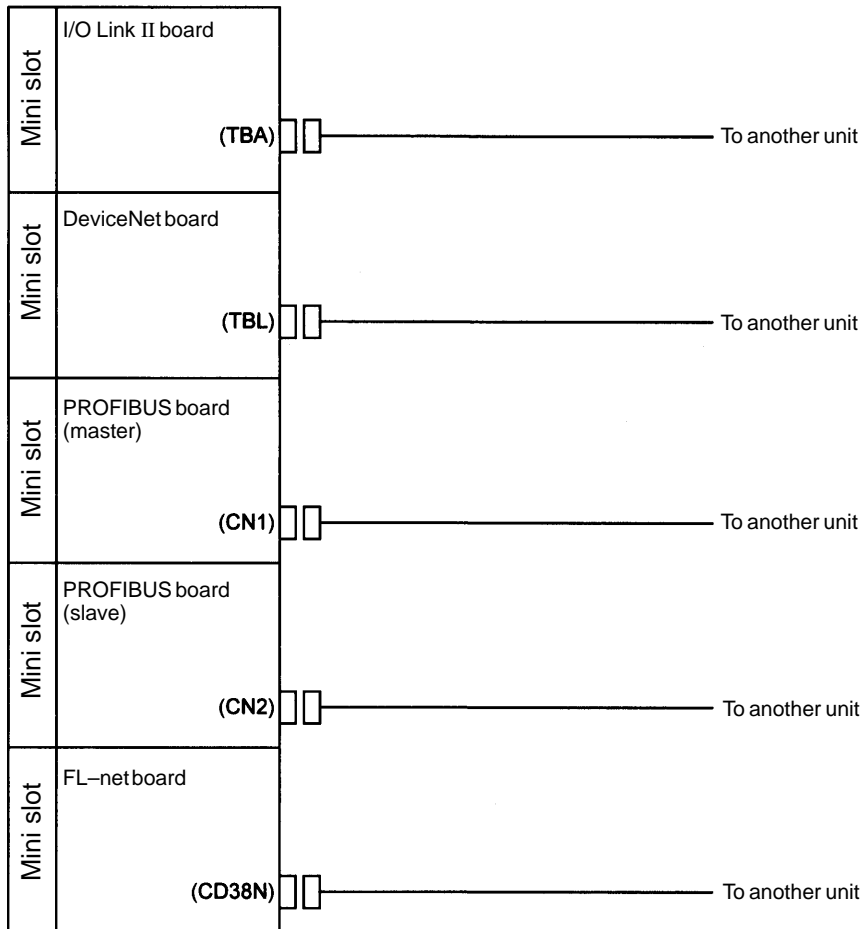 Mini slot
I/O Link II board
(TBA)
To another unit
Mini slot
DeviceNet board
(TBL)
To another unit
Mini slot
PROFIBUS board
(master)
(CN1)
To another unit
Mini slot
PROFIBUS board
(slave)
(CN2)
To another unit
Mini slot
FL–net board
(CD38N)
To another unit